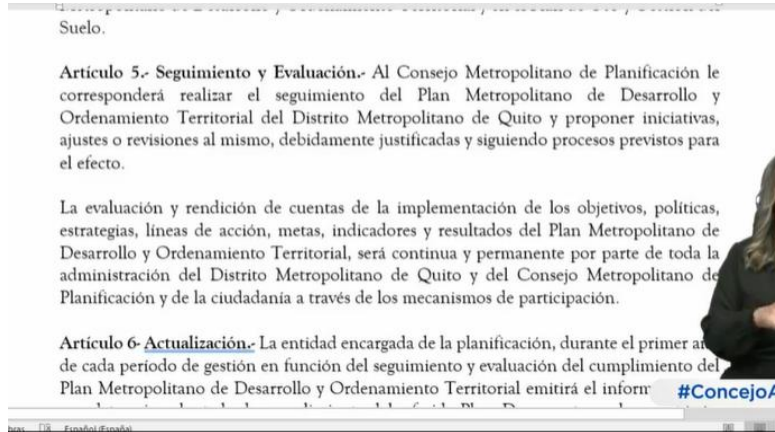 Suelo.
Artículo 5.- Seguimiento y Evaluación.- Al Consejo Metropolitano de Planificación le
corresponderá realizar el seguimiento del Plan Metropolitano de Desarrollo y
Ordenamiento Territorial del Distrito Metropolitano de Quito y proponer iniciativas,
ajustes o revisiones al mismo, debidamente justificadas y siguiendo procesos previstos para
el efecto.
La evaluación y rendición de cuentas de la implementación de los objetivos, políticas,
estrategias, líneas de acción, metas, indicadores y resultados del Plan Metropolitano de
Desarrollo y Ordenamiento Territorial, será continua y permanente por parte de toda la
administración del Distrito Metropolitano de Quito y del Consejo Metropolitano de
Planificación y de la ciudadanía a través de los mecanismos de participación.
Artículo 6- Actualización.- La entidad encargada de la planificación, durante el primer
de cada período de gestión en función del seguimiento y evaluación del cumplimiento del
Plan Metropolitano de Desarrollo y Ordenamiento Territorial emitirá el inform
#ConcejoA
Español (España)